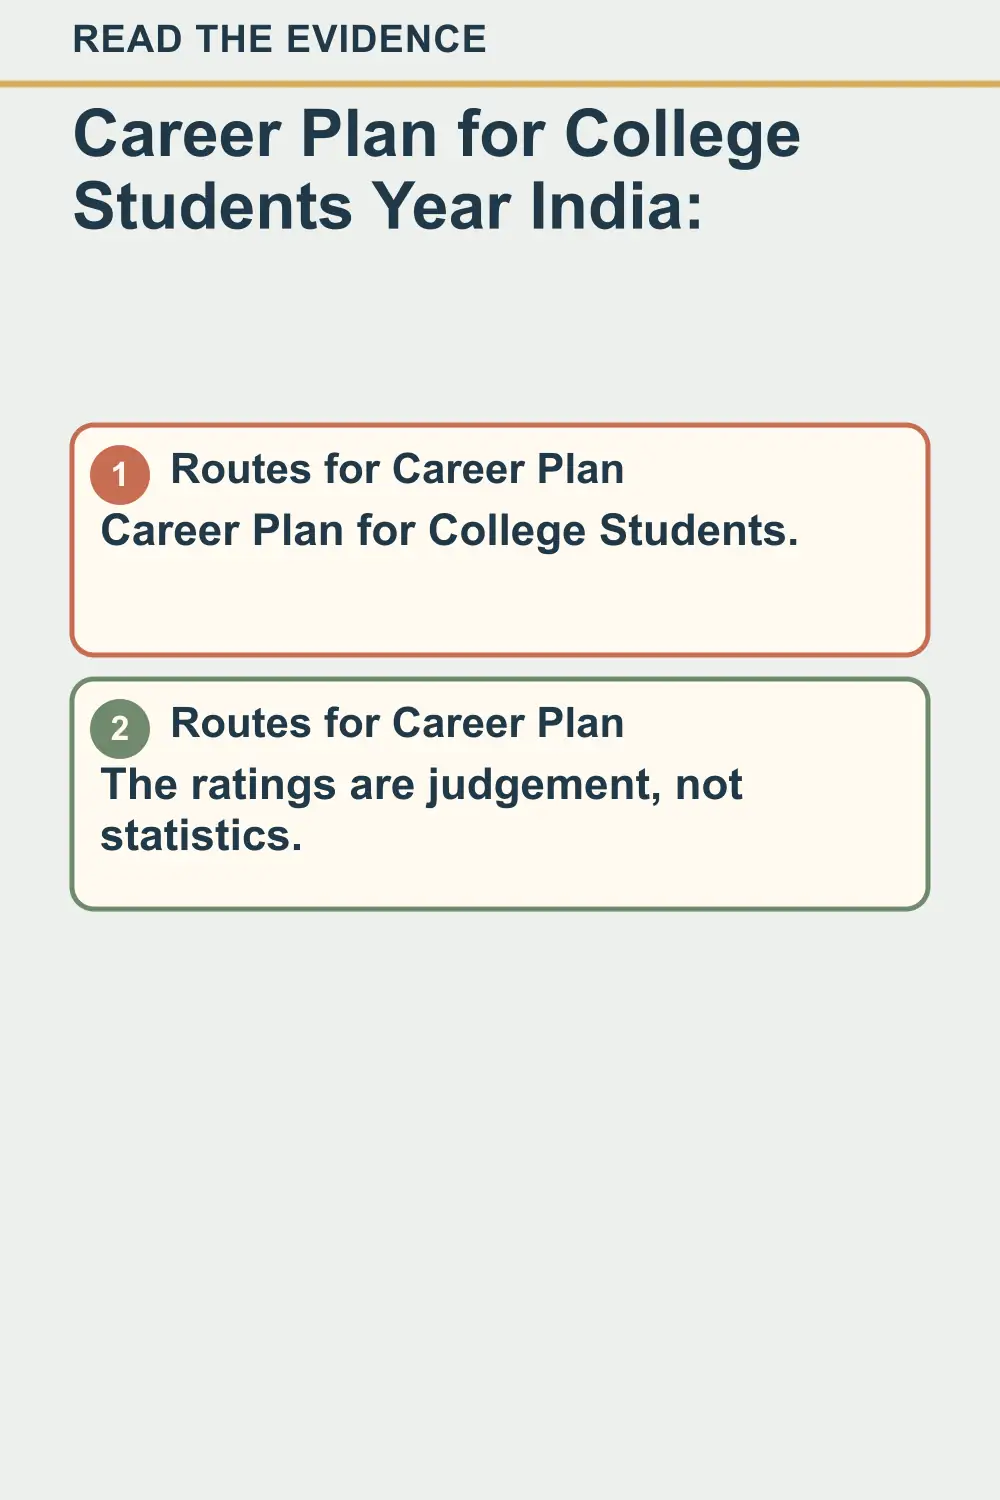 READ THE EVIDENCE
Career Plan for College
Students Year India:
1 Routes for Career Plan
Career Plan for College Students.
2 Routes for Career Plan
The ratings are judgement, not
statistics.